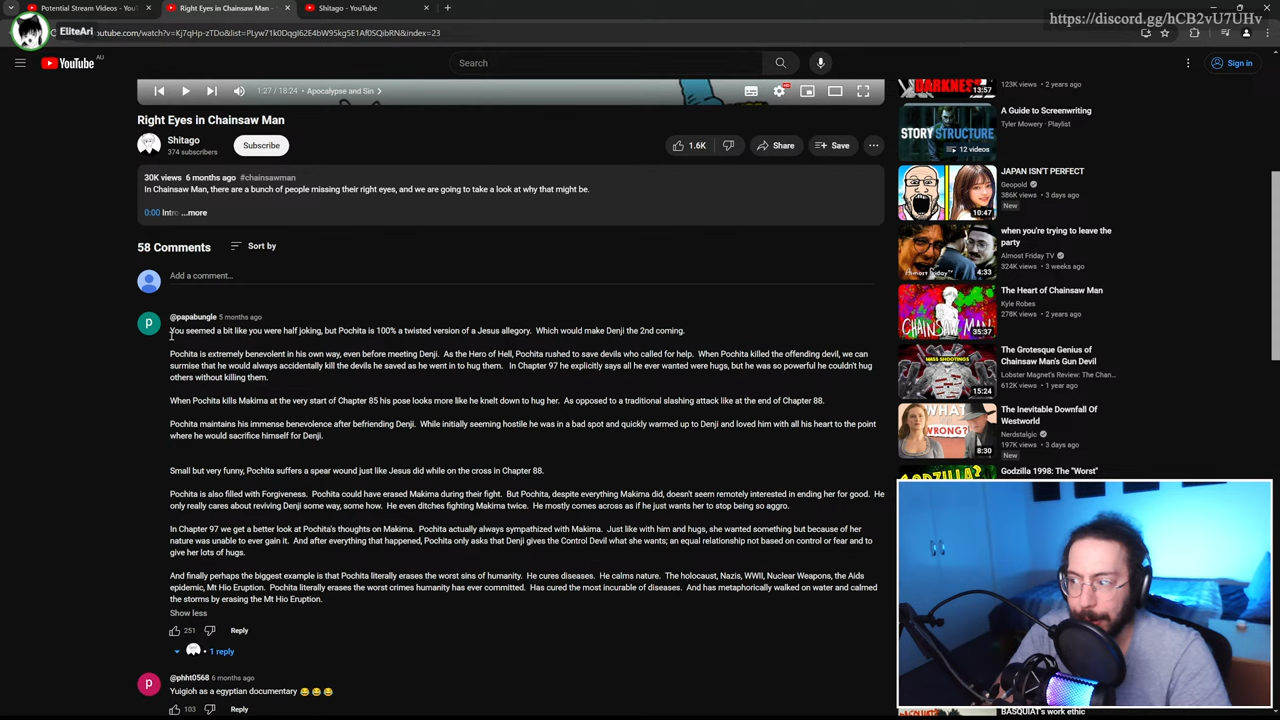 Potential Stream Videos - You
Right Eyes in Chainsaw Man -
Shitago - YouTube
https://discord.gg/hCB2vU7UHv
EliteAri
utube.com/watch?v=Kj7qHp-zTDo&list=PLyw71k0DqgI62E4bW95kg5E1Af0SQibRN&index=23
YouTube AU
Search
Sign in
1:27 / 18:24 • Apocalypse and Sin
Right Eyes in Chainsaw Man
Shitago
374 subscribers
Subscribe
1.6K
Share
Save
30K views 6 months ago #chainsawman
In Chainsaw Man, there are a bunch of people missing their right eyes, and we are going to take a look at why that might be.
0:00 Intro ...more
58 Comments
Sort by
Add a comment...
@papabungle 5 months ago
You seemed a bit like you were half joking, but Pochita is 100% a twisted version of a Jesus allegory. Which would make Denji the 2nd coming.
Pochita is extremely benevolent in his own way, even before meeting Denji. As the Hero of Hell, Pochita rushed to save devils who called for help. When Pochita killed the offending devil, we can
surmise that he would always accidentally kill the devils he saved as he went in to hug them. In Chapter 97 he explicitly says all he ever wanted were hugs, but he was so powerful he couldn't hug
others without killing them.
When Pochita kills Makima at the very start of Chapter 85 his pose looks more like he knelt down to hug her. As opposed to a traditional slashing attack like at the end of Chapter 88.
Pochita maintains his immense benevolence after befriending Denji. While initially seeming hostile he was in a bad spot and quickly warmed up to Denji and loved him with all his heart to the point
where he would sacrifice himself for Denji.
Small but very funny, Pochita suffers a spear wound just like Jesus did while on the cross in Chapter 88.
Pochita is also filled with Forgiveness. Pochita could have erased Makima during their fight. But Pochita, despite everything Makima did, doesn't seem remotely interested in ending her for good. He
only really cares about reviving Denji some way, some how. He even ditches fighting Makima twice. He mostly comes across as if he just wants her to stop being so aggro.
In Chapter 97 we get a better look at Pochita's thoughts on Makima. Pochita actually always sympathized with Makima. Just like with him and hugs, she wanted something but because of her
nature was unable to ever gain it. And after everything that happened, Pochita only asks that Denji gives the Control Devil what she wants; an equal relationship not based on control or fear and to
give her lots of hugs.
And finally perhaps the biggest example is that Pochita literally erases the worst sins of humanity. He cures diseases. He calms nature. The holocaust, Nazis, WWII, Nuclear Weapons, the Aids
epidemic, Mt Hio Eruption. Pochita literally erases the worst crimes humanity has ever committed. Has cured the most incurable of diseases. And has metaphorically walked on water and calmed
the storms by erasing the Mt Hio Eruption.
Show less
251
Reply
• 1 reply
@phht0568 6 months ago
Yuigioh as a egyptian documentary 😂 😂 😂
103
Reply
DARKNESS
13:57
123K views • 2 years ago
STORY STRUCTURE
12 videos
A Guide to Screenwriting
Tyler Mowery • Playlist
10:47
JAPAN ISN'T PERFECT
Geopold
386K views • 3 days ago
New
Almost Friday
4:33
when you're trying to leave the
party
Almost Friday TV
324K views • 3 weeks ago
CHAINSAW MAN
35:37
The Heart of Chainsaw Man
Kyle Robes
278K views • 2 years ago
MASS SHOOTINGS
15:24
The Grotesque Genius of
Chainsaw Man's Gun Devil
Lobster Magnet's Review: The Chan...
612K views • 1 year ago
WHAT WRONG?
8:30
The Inevitable Downfall Of
Westworld
Nerdstalgic
197K views • 3 days ago
New
GODZILLA
Godzilla 1998: The "Worst"
BASQUIAT's work ethic